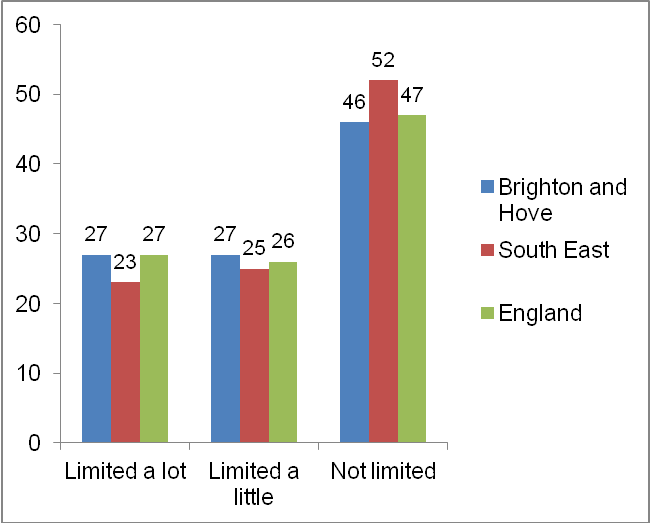 60
50
40
30
20
10
0
27
23
27
27
25
26
46
52
47
Limited a lot
Limited a
little
Not limited
Brighton and
Hove
South East
England